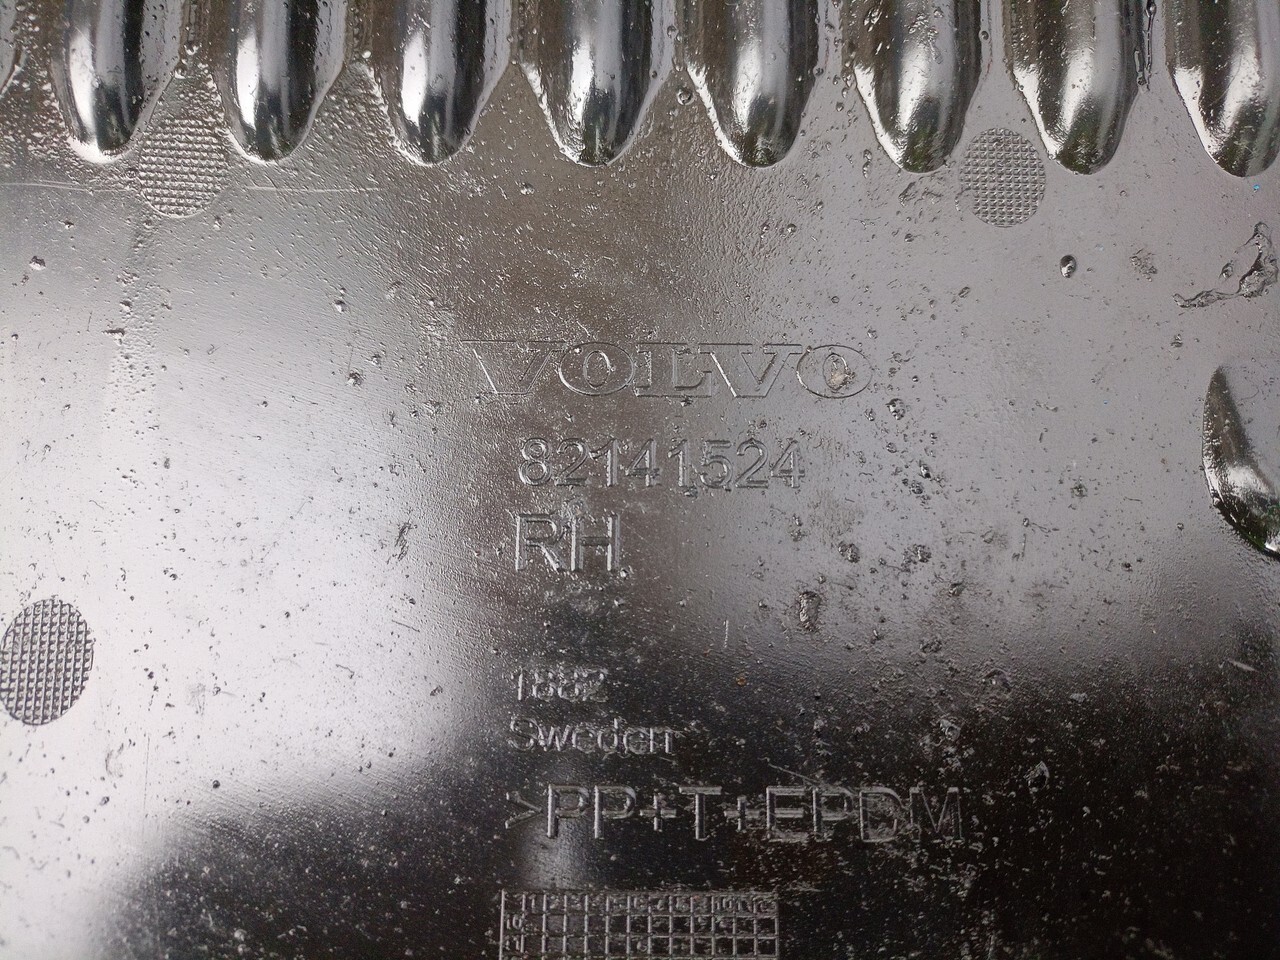 VOLVO
82141524
RH
1882
Sweden
>PP+T+EPDM